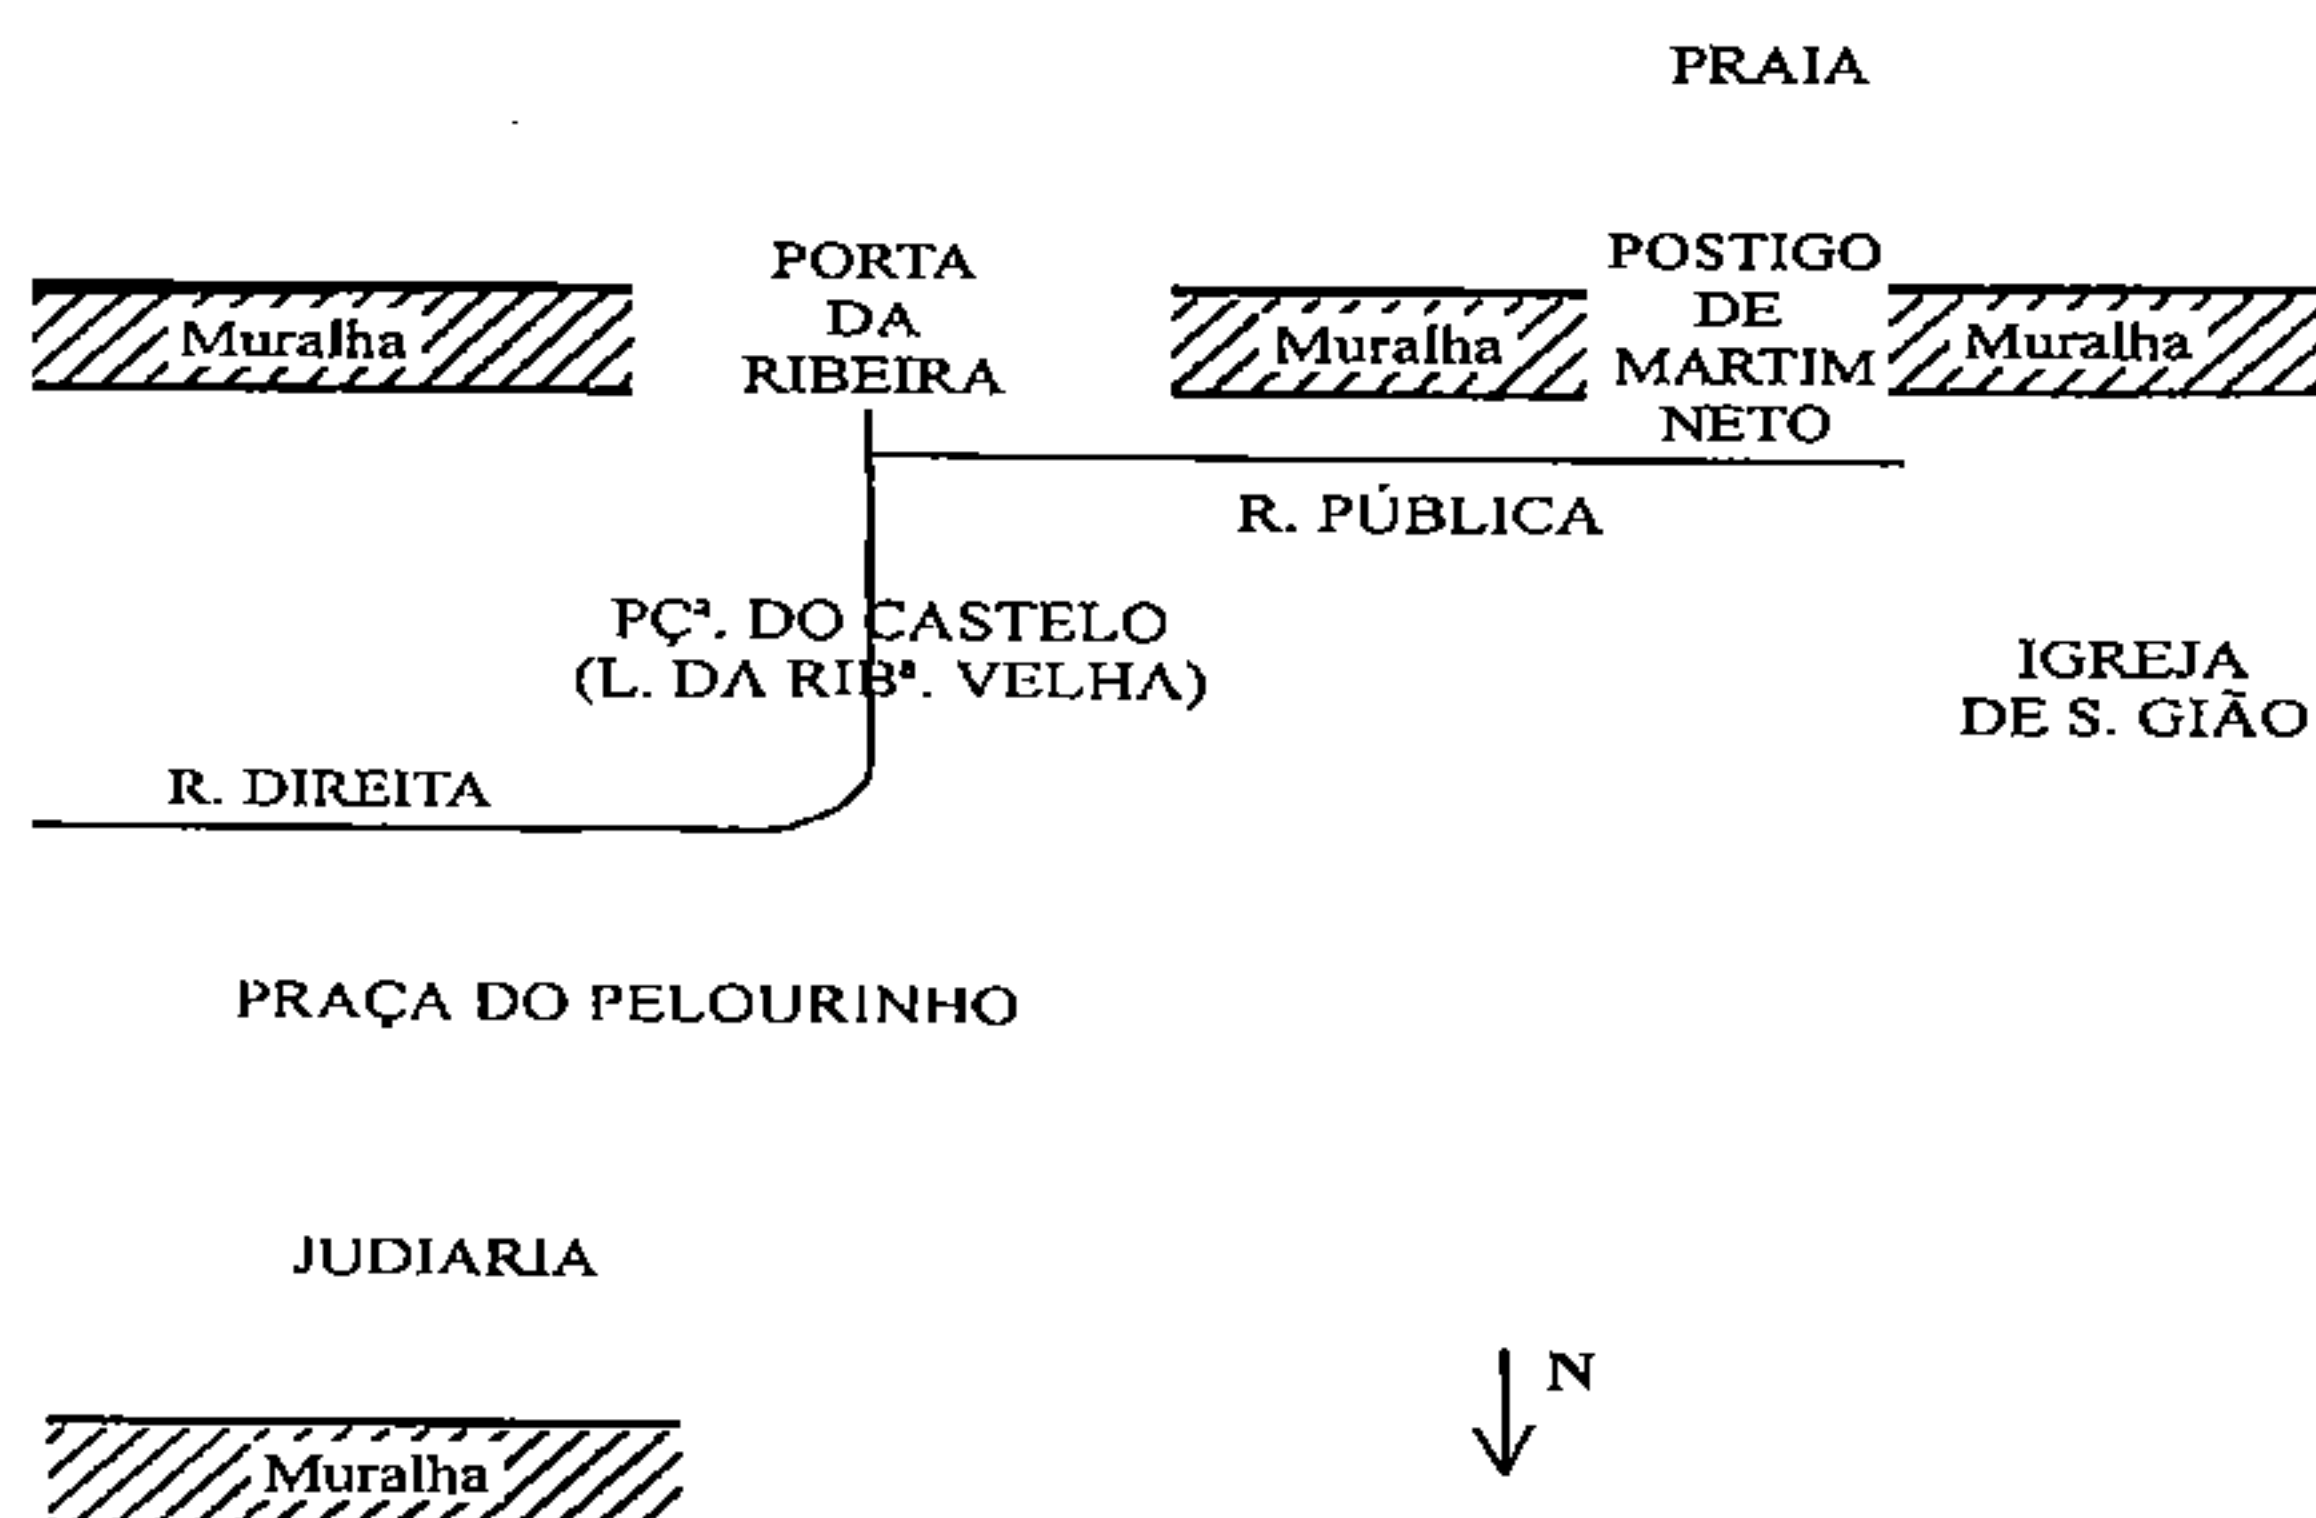 PRAIA
PORTA
DA
RIBEIRA
POSTIGO
DE
MARTIM
NETO
Muralha
Muralha
Muralha
R. PÚBLICA
PÇª. DO CASTELO
(L. DA RIBª. VELHA)
IGREJA
DE S. GIÃO
R. DIREITA
PRAÇA DO PELOURINHO
JUDIARIA
N
Muralha